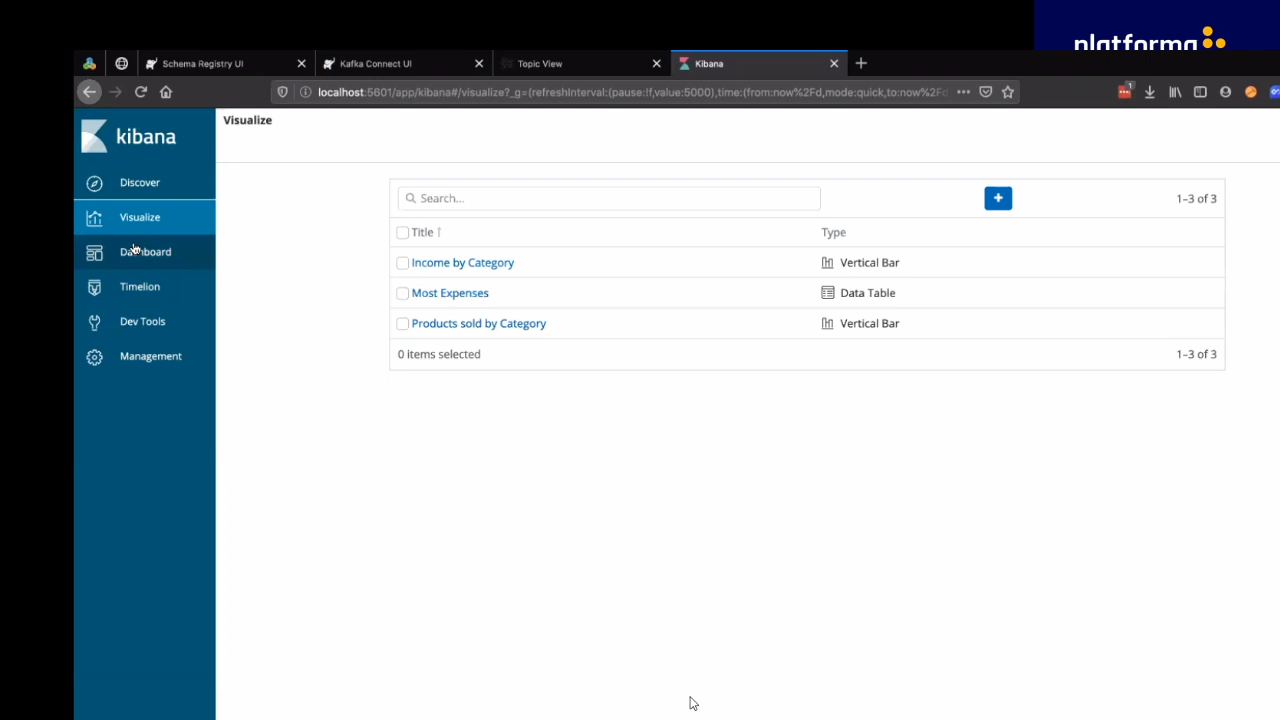 platforma
Schema Registry UI
Kafka Connect UI
Topic View
Kibana
localhost:5601/app/kibana#/visualize?_g=(refreshInterval:(pause:!f,value:5000),time:(from:now%2Fd,mode:quick,to:now%2Fd
kibana
Visualize
Discover
Visualize
Dashboard
Timelion
Dev Tools
Management
Search...
1–3 of 3
Title
Type
Income by Category
Vertical Bar
Most Expenses
Data Table
Products sold by Category
Vertical Bar
0 items selected
1–3 of 3